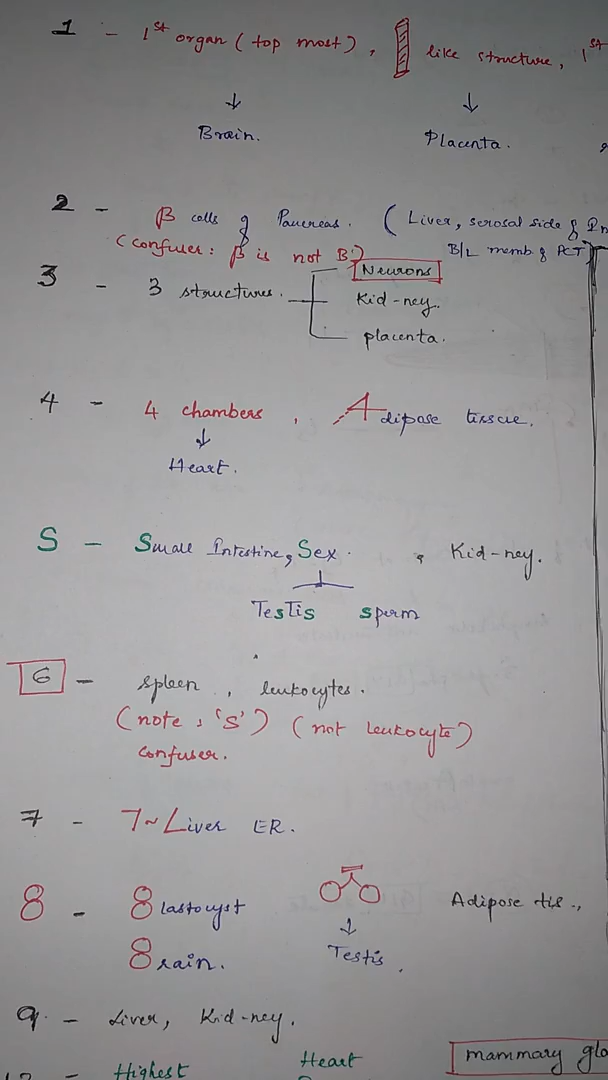 1 - 1st organ (top most), like structure, 1st
↓ ↓
Brain. Placenta.
2 - β cells of Pancreas. (Liver, serosal side of In
(Confuser: β is not B) B/L memb. of PCT)
3 - 3 structures. Neurons
Kid-ney.
placenta.
4 - 4 chambers, Adipose tissue.
↓
Heart.
S - Small Intestine, Sex. , Kid-ney.
TesTis sperm
6 - spleen, leukocytes.
(note, 'S') (not leukocyte)
Confuser.
7 - 7~Liver ER.
8 - 8lastocyst Adipose tis.,
↓
8rain. Testis.
9. - Liver, Kid-ney.
Highest Heart mammary gla